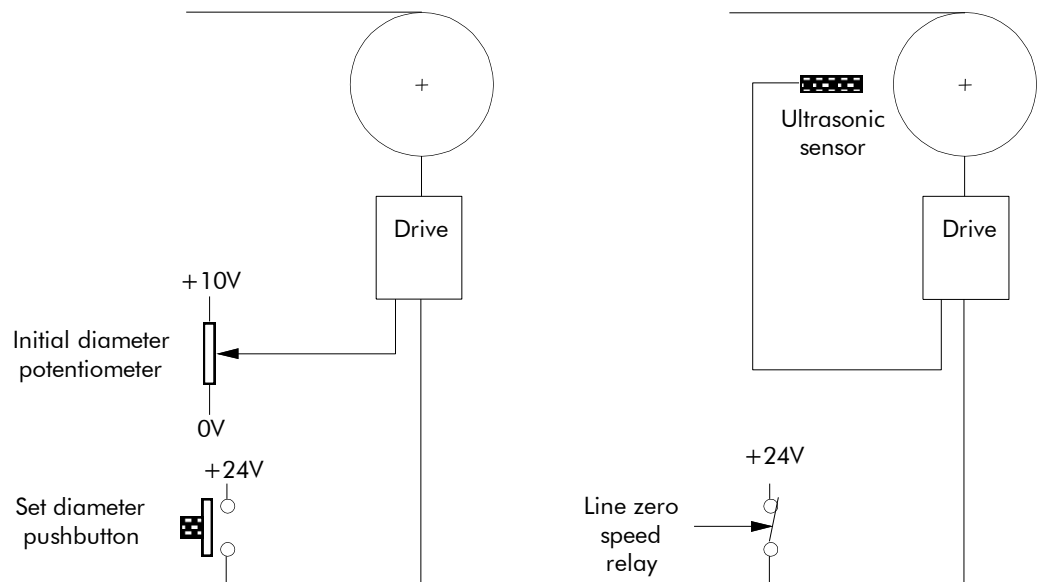 Drive
+10V
Initial diameter
potentiometer
0V
+24V
Set diameter
pushbutton
Ultrasonic
sensor
Drive
+24V
Line zero
speed
relay